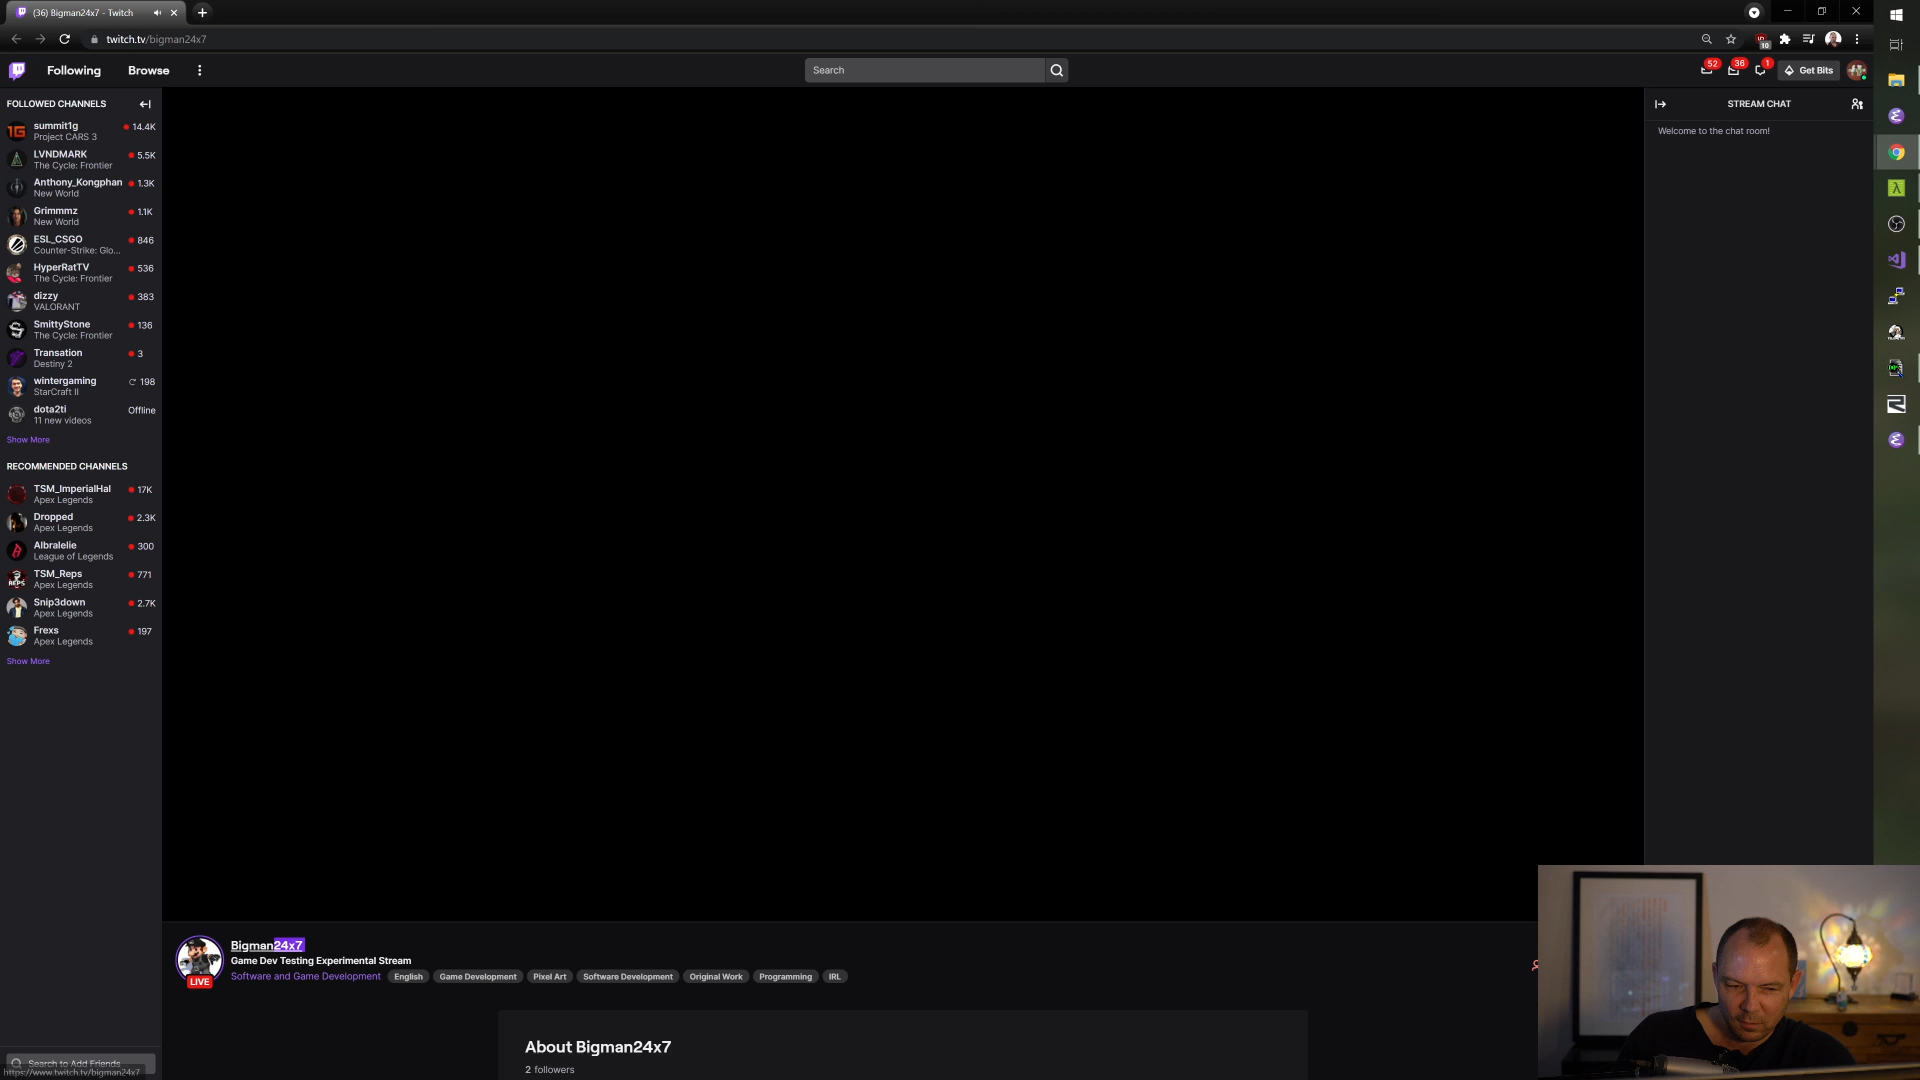 (36) Bigman24x7 - Twitch
twitch.tv/bigman24x7
10
Following
Browse
Search
52
36
1
Get Bits
FOLLOWED CHANNELS
summit1g
14.4K
Project CARS 3
LVNDMARK
5.5K
The Cycle: Frontier
Anthony_Kongphan
1.3K
New World
Grimmmz
1.1K
New World
ESL_CSGO
846
Counter-Strike: Glo...
HyperRatTV
536
The Cycle: Frontier
dizzy
383
VALORANT
SmittyStone
136
The Cycle: Frontier
Transation
3
Destiny 2
wintergaming
198
StarCraft II
dota2ti
Offline
11 new videos
Show More
RECOMMENDED CHANNELS
TSM_ImperialHal
17K
Apex Legends
Dropped
2.3K
Apex Legends
Albralelie
300
League of Legends
TSM_Reps
771
Apex Legends
Snip3down
2.7K
Apex Legends
Frexs
197
Apex Legends
Show More
Search to Add Friends
https://www.twitch.tv/bigman24x7
STREAM CHAT
Welcome to the chat room!
Bigman24x7
Game Dev Testing Experimental Stream
Software and Game Development
English
Game Development
Pixel Art
Software Development
Original Work
Programming
IRL
LIVE
About Bigman24x7
2 followers